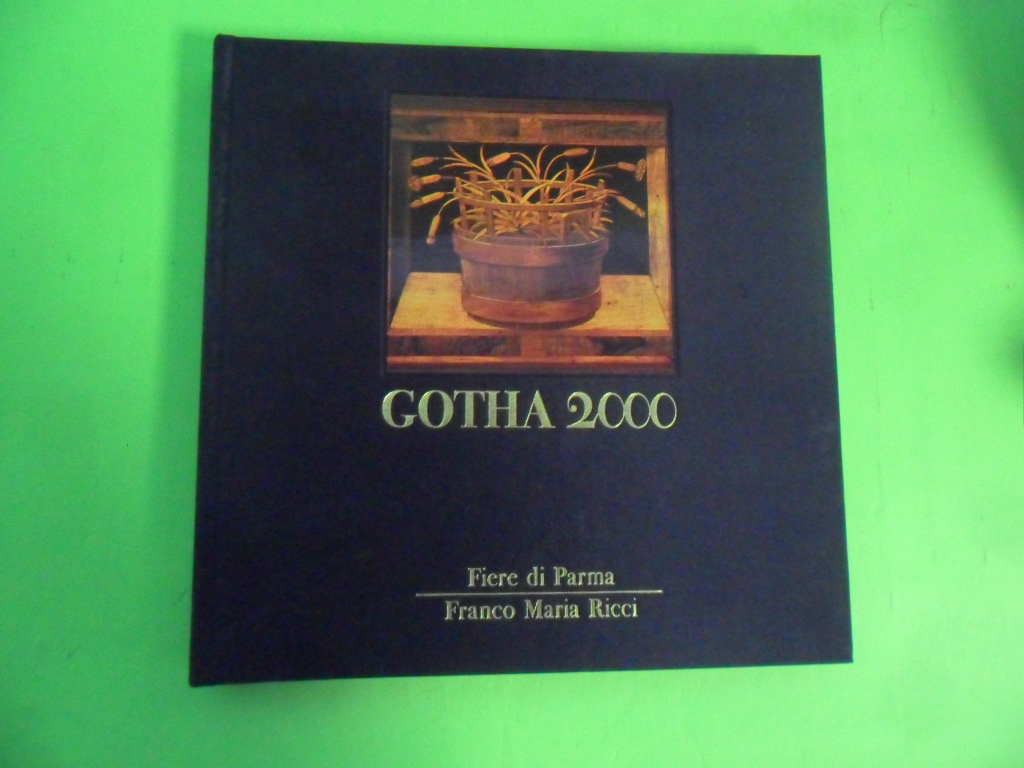 GOTHA 2000
Fiere di Parma
Franco Maria Ricci